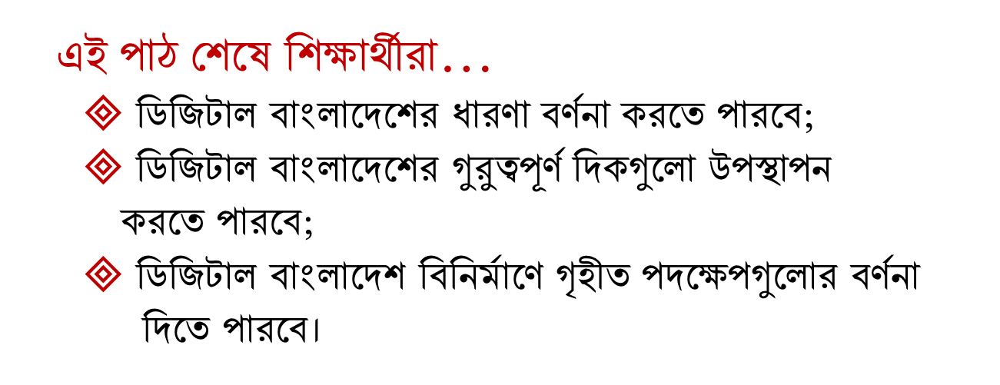 এই পাঠ শেষে শিক্ষার্থীরা...
ডিজিটাল বাংলাদেশের ধারণা বর্ণনা করতে পারবে;
ডিজিটাল বাংলাদেশের গুরুত্বপূর্ণ দিকগুলো উপস্থাপন
করতে পারবে;
ডিজিটাল বাংলাদেশ বিনির্মাণে গৃহীত পদক্ষেপগুলোর বর্ণনা
দিতে পারবে।